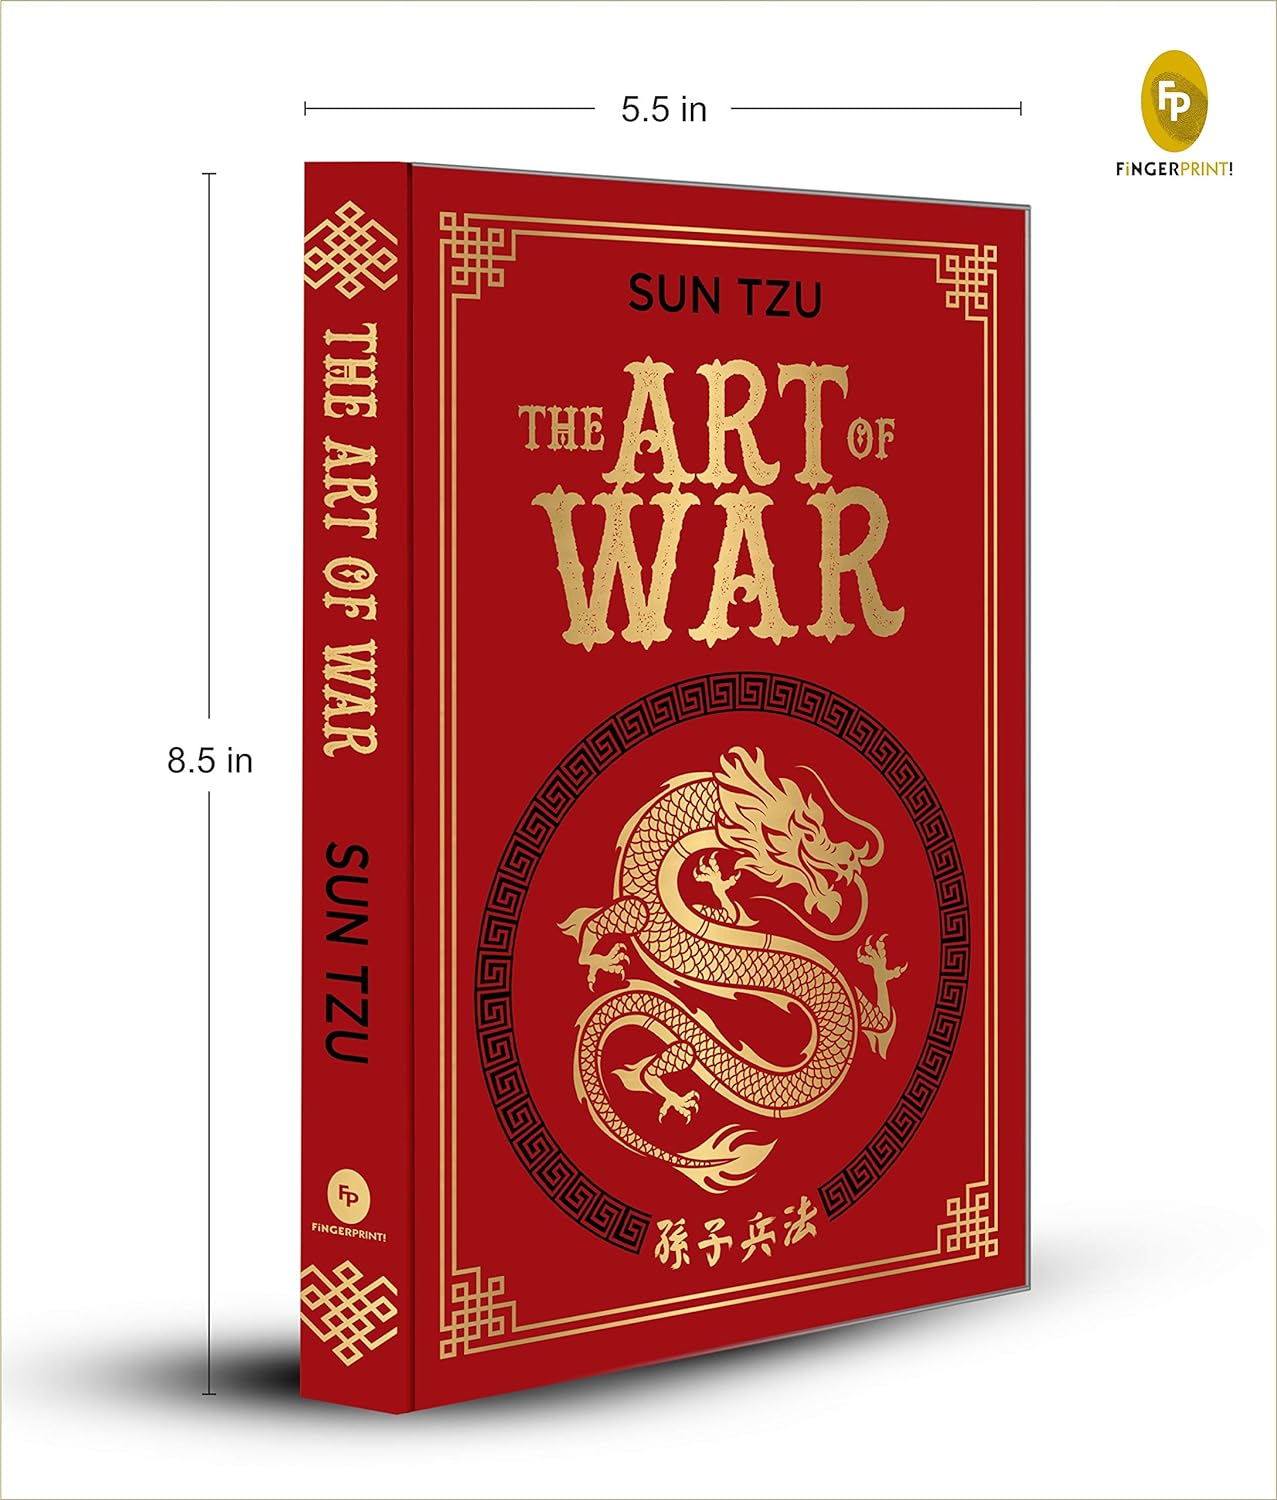 5.5 in
FP
FiNGERPRINT!
8.5 in
THE ART OF WAR
SUN TZU
FP
FiNGERPRINT!
SUN TZU
THE ART OF
WAR
孫子兵法